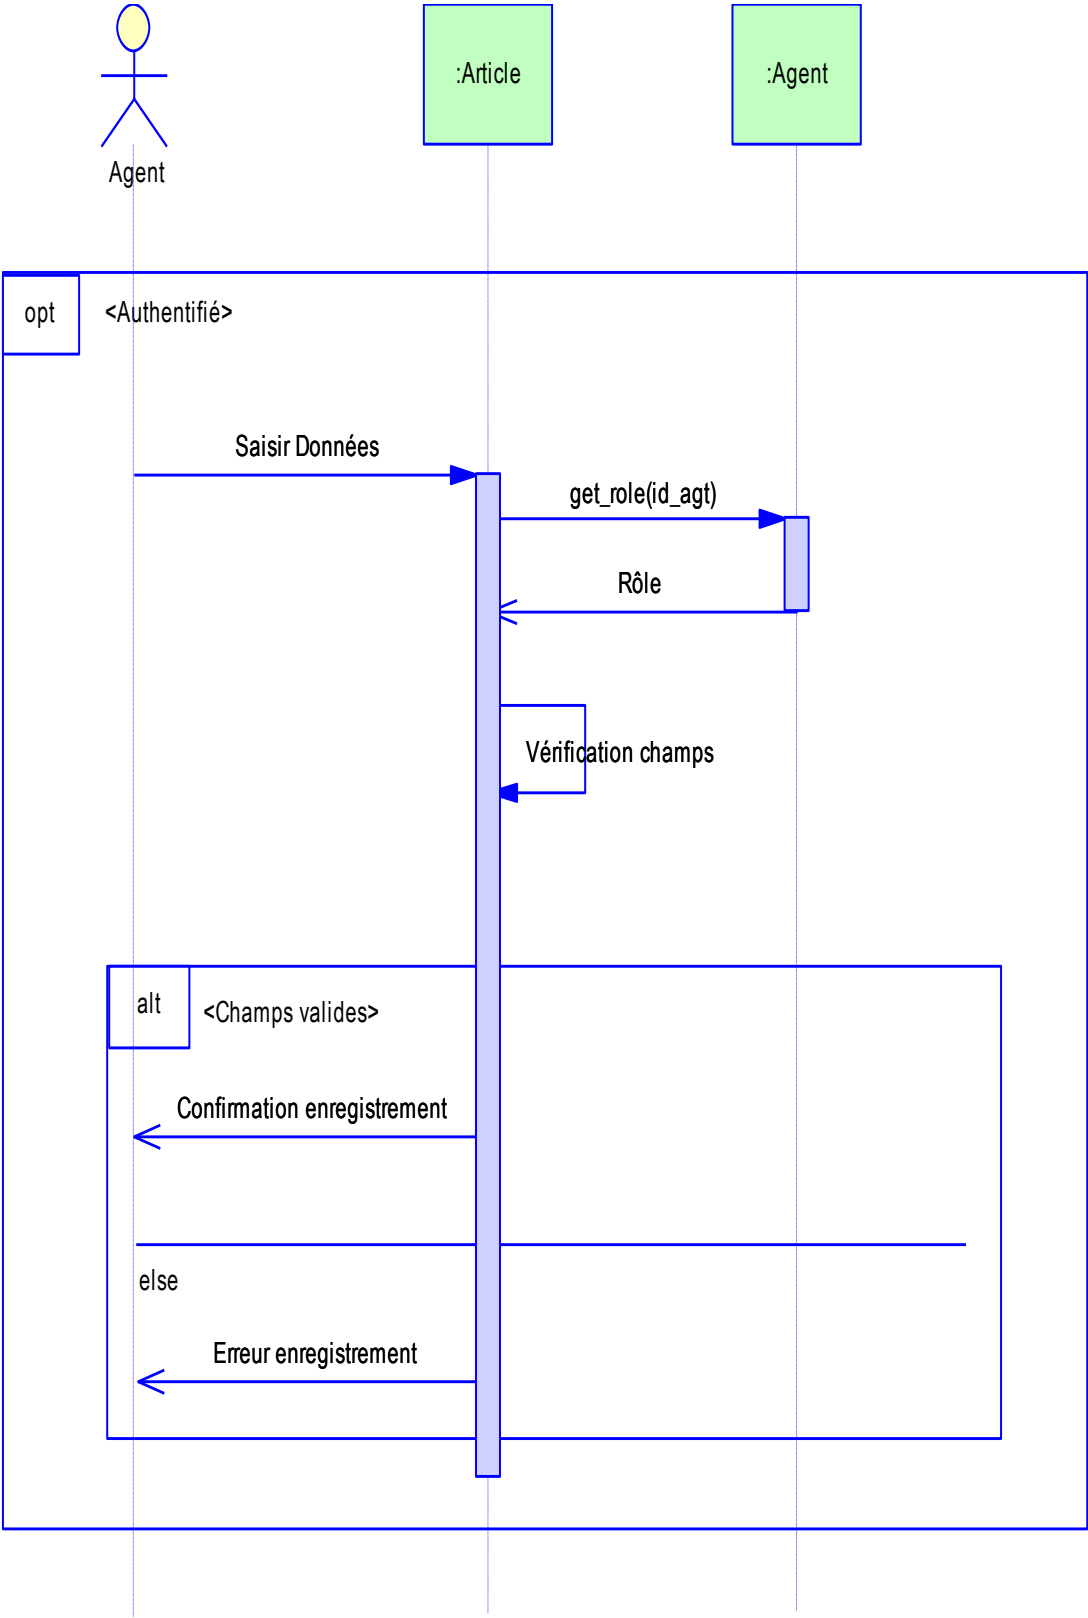 :Article
:Agent
Agent
opt
<Authentifié>
Saisir Données
get_role(id_agt)
Rôle
Vérification champs
alt
<Champs valides>
Confirmation enregistrement
else
Erreur enregistrement